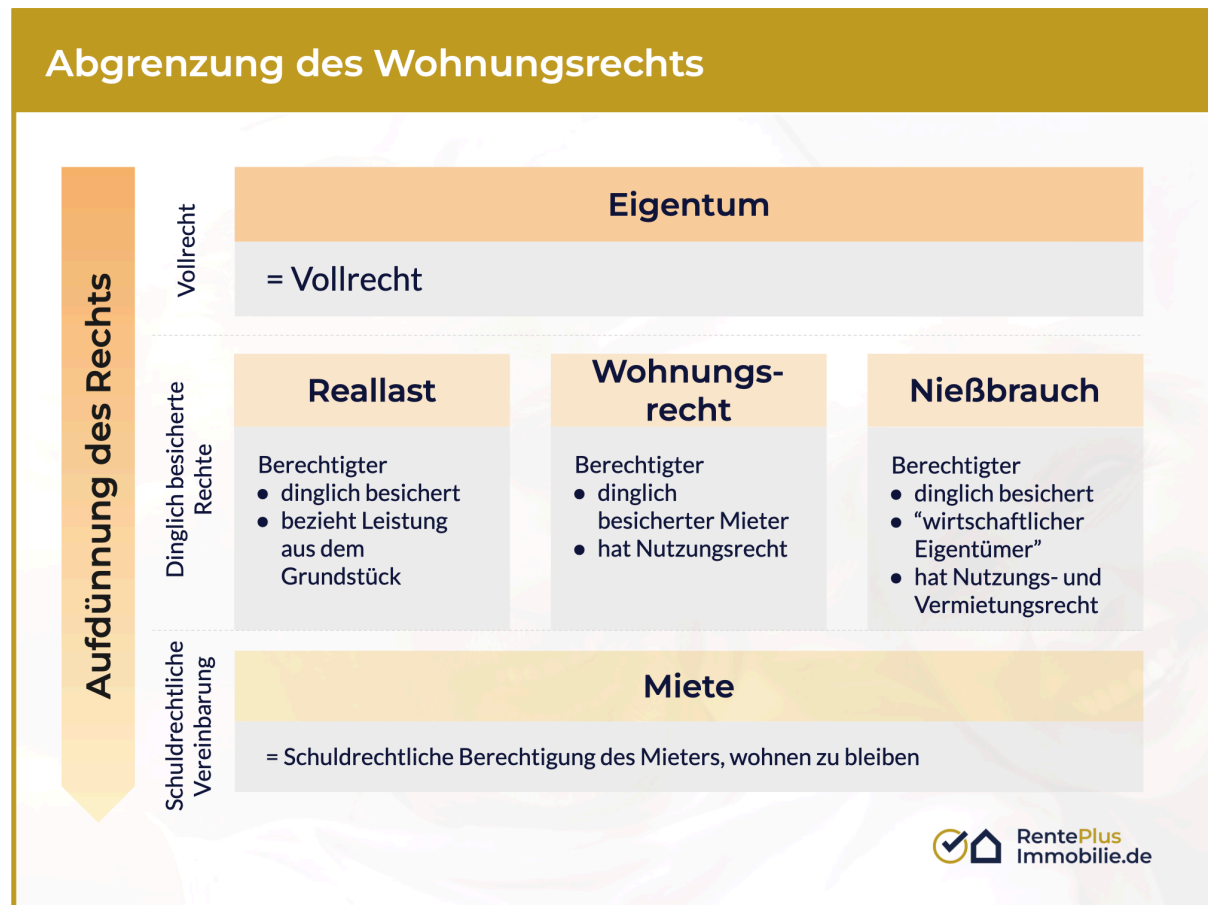 Abgrenzung des Wohnungsrechts
Aufdünnung des Rechts
Vollrecht
Eigentum
= Vollrecht
Dinglich besicherte
Rechte
Reallast
Berechtigter
● dinglich besichert
● bezieht Leistung
aus dem
Grundstück
Wohnungs-
recht
Berechtigter
● dinglich
besicherter Mieter
● hat Nutzungsrecht
Nießbrauch
Berechtigter
● dinglich besichert
● “wirtschaftlicher
Eigentümer”
● hat Nutzungs- und
Vermietungsrecht
Schuldrechtliche
Vereinbarung
Miete
= Schuldrechtliche Berechtigung des Mieters, wohnen zu bleiben
RentePlus
Immobilie.de